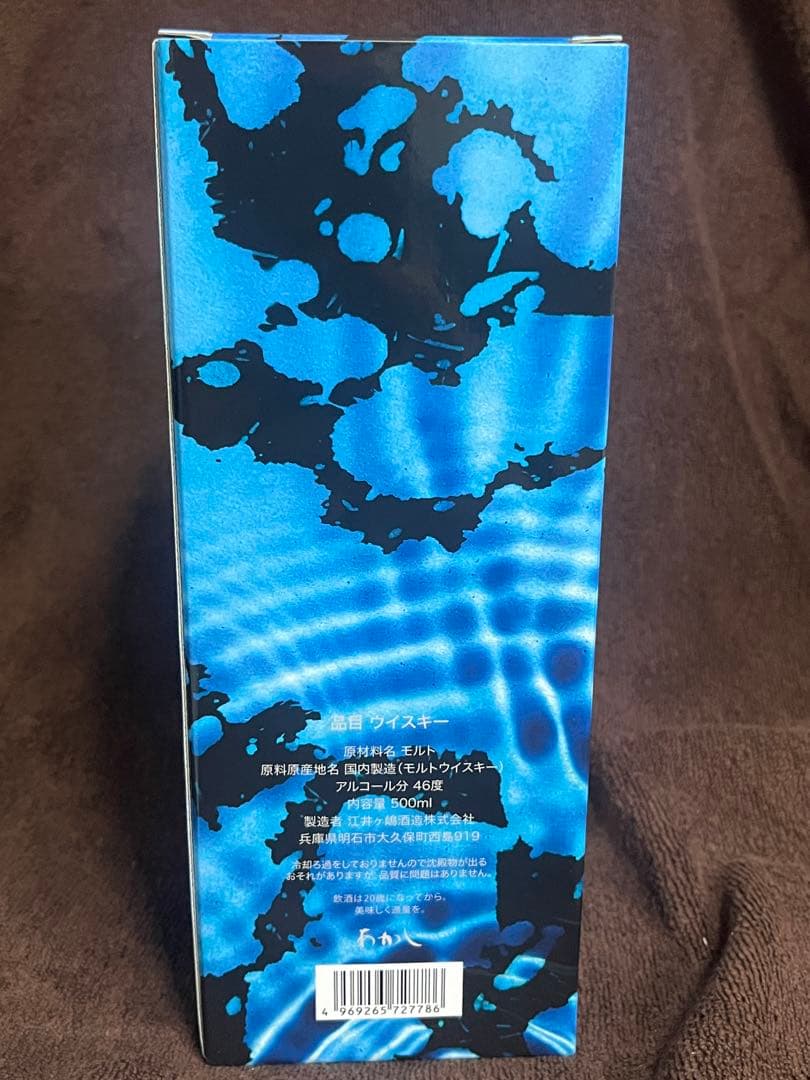 品目 ウイスキー
原材料名 モルト
原料原産地名 国内製造(モルトウイスキー)
アルコール分 46度
内容量 500ml
製造者 江井ヶ嶋酒造株式会社
兵庫県明石市大久保町西島919
冷却ろ過をしておりませんので沈殿物が出る
おそれがありますが、品質に問題はありません。
飲酒は20歳になってから。
美味しく適量を。
あかし
4 969265 727786